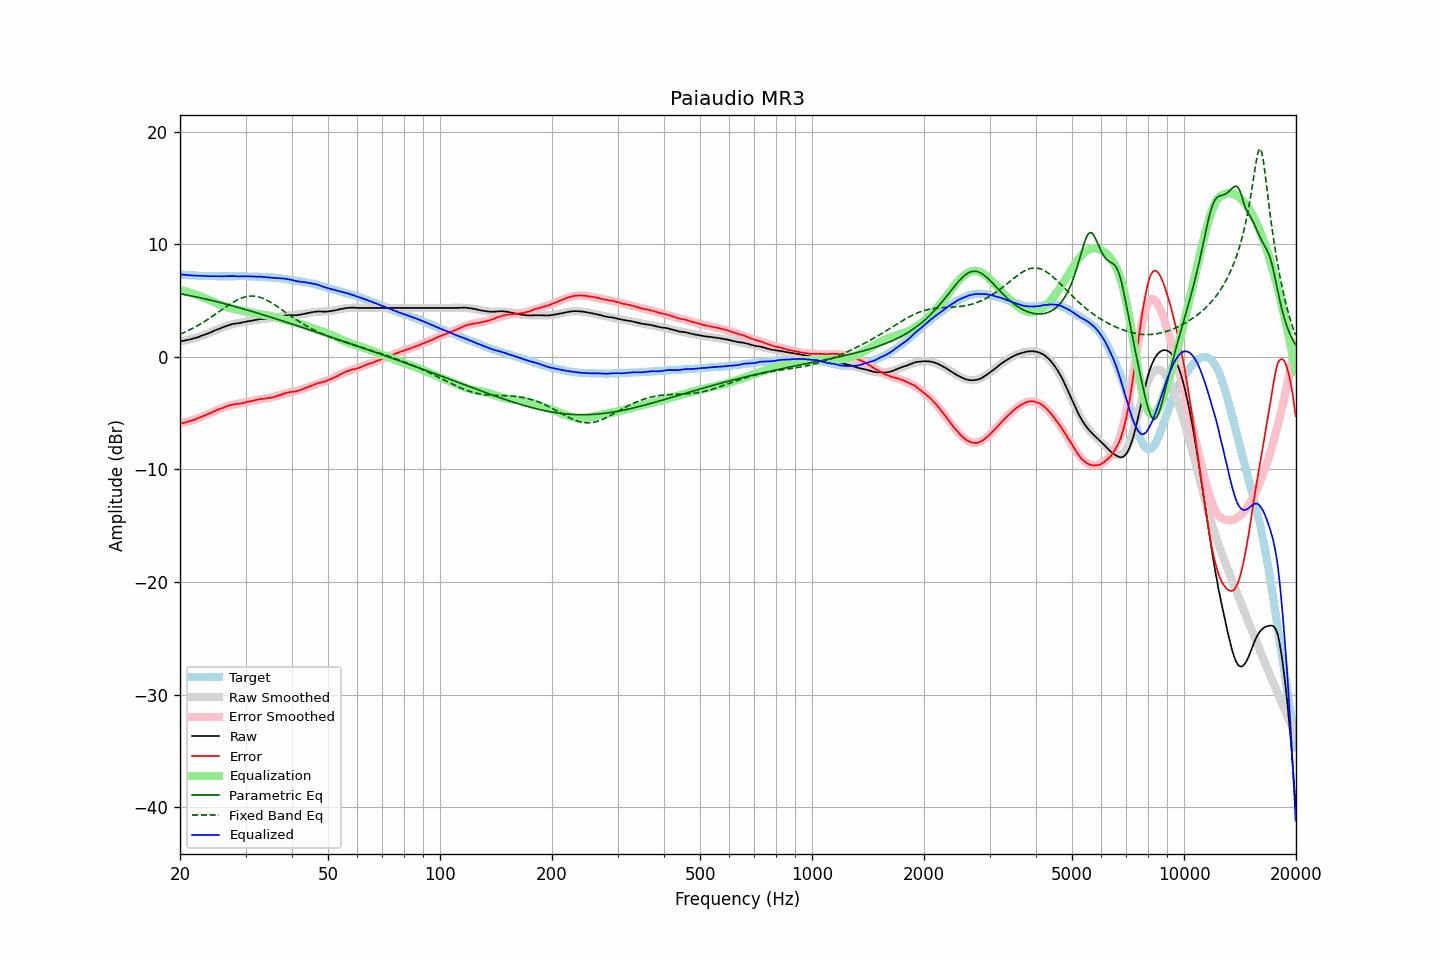 Paiaudio MR3
20
10
0
−10
−20
−30
−40
Amplitude (dBr)
Target
Raw Smoothed
Error Smoothed
Raw
Error
Equalization
Parametric Eq
Fixed Band Eq
Equalized
20 50 100 200 500 1000 2000 5000 10000 20000
Frequency (Hz)